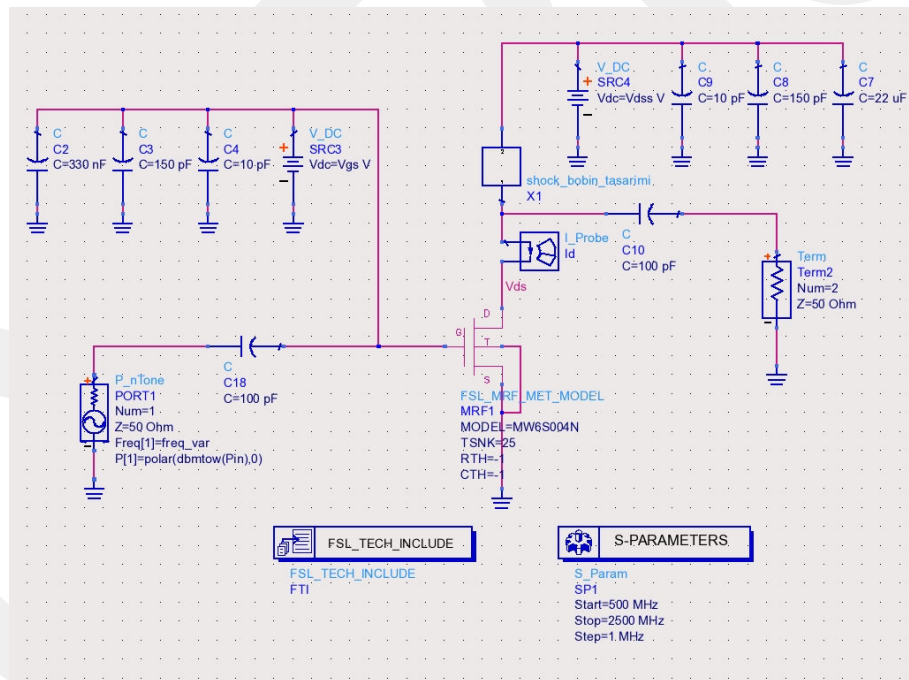 V_DC
SRC4
Vdc=Vdss V
C
C9
C=10 pF
C
C8
C=150 pF
C
C7
C=22 uF
C
C2
C=330 nF
C
C3
C=150 pF
C
C4
C=10 pF
V_DC
SRC3
Vdc=Vgs V
2
1
shock_bobin_tasarimi
X1
I_Probe
Id
C
C10
C=100 pF
Term
Term2
Num=2
Z=50 Ohm
Vds
D
G
T
S
C
C18
C=100 pF
P_nTone
PORT1
Num=1
Z=50 Ohm
Freq[1]=freq_var
P[1]=polar(dbmtow(Pin),0)
FSL_MRF_MET_MODEL
MRF1
MODEL=MW6S004N
TSNK=25
RTH=-1
CTH=-1
FSL_TECH_INCLUDE
FSL_TECH_INCLUDE
FTI
S-PARAMETERS
S_Param
SP1
Start=500 MHz
Stop=2500 MHz
Step=1 MHz